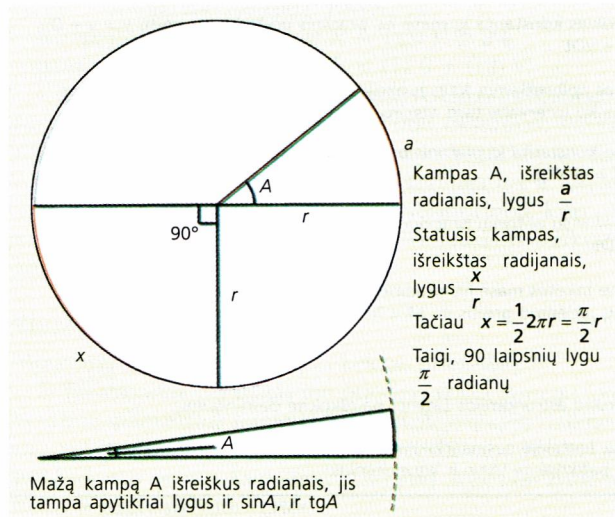 a
A
r
90°
r
x
Kampas A, išreikštas
radianais, lygus a/r
Statusis kampas,
išreikštas radijanais,
lygus x/r
Tačiau x = 1/2 2πr = π/2 r
Taigi, 90 laipsnių lygu
π/2 radianų
A
Mažą kampą A išreiškus radianais, jis
tampa apytikriai lygus ir sinA, ir tgA